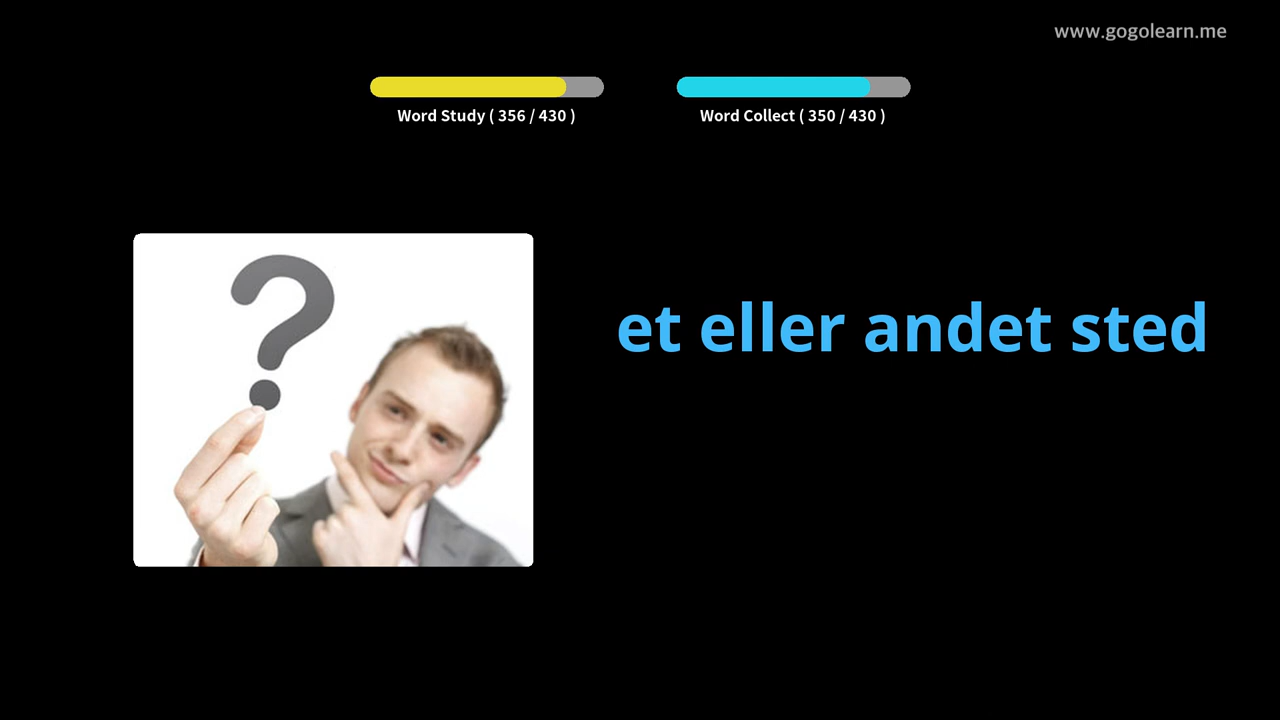 www.gogolearn.me
Word Study ( 356 / 430 )
Word Collect ( 350 / 430 )
?
et eller andet sted